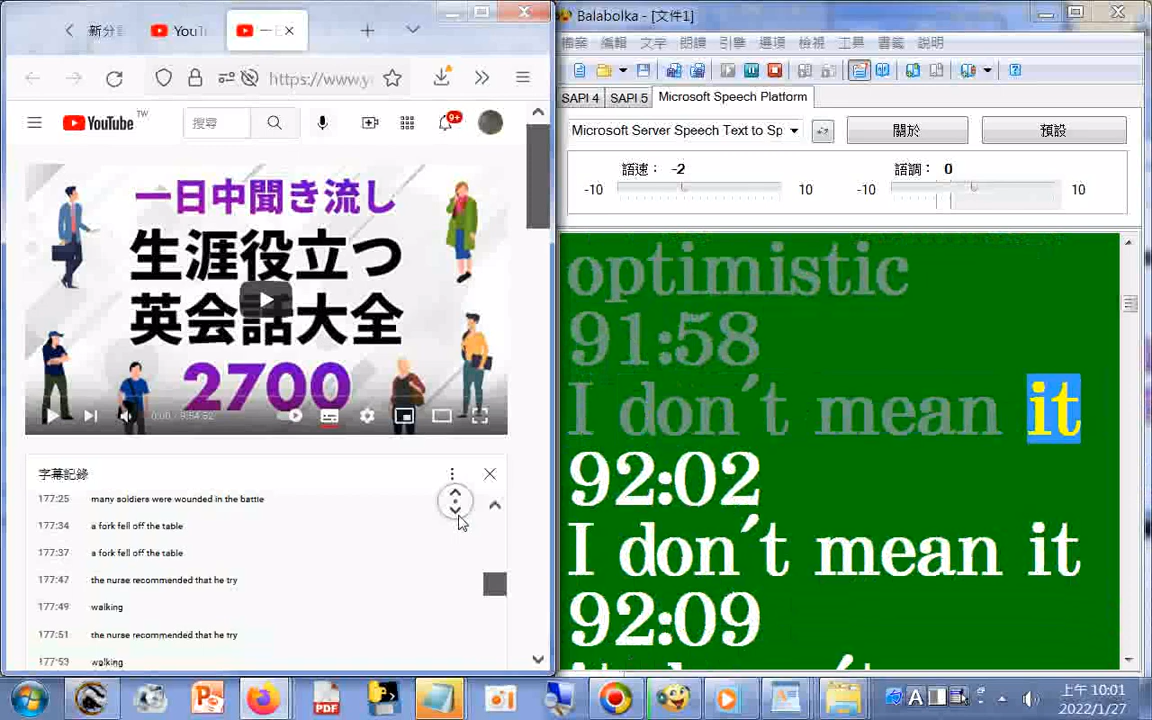 新分
YouT
一日
https://www.y
YouTube TW
搜尋
9+
一日中聞き流し
生涯役立つ
英会話大全
2700
字幕記錄
177:25 many soldiers were wounded in the battle
177:34 a fork fell off the table
177:37 a fork fell off the table
177:47 the nurse recommended that he try
177:49 walking
177:51 the nurse recommended that he try
177:53 walking
Balabolka - [文件1]
檔案 編輯 文字 朗讀 引擎 選項 檢視 工具 書籤 說明
SAPI 4 SAPI 5 Microsoft Speech Platform
Microsoft Server Speech Text to Sp
關於
預設
語速： -2
語調： 0
-10 10 -10 10
optimistic
91:58
I don't mean it
92:02
I don't mean it
92:09
PDF
A
上午 10:01
2022/1/27